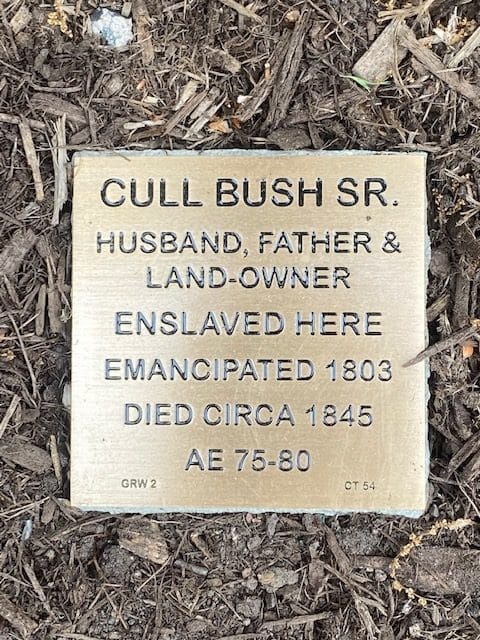 CULL BUSH SR.
HUSBAND, FATHER &
LAND-OWNER
ENSLAVED HERE
EMANCIPATED 1803
DIED CIRCA 1845
AE 75-80
GRW 2 CT 54